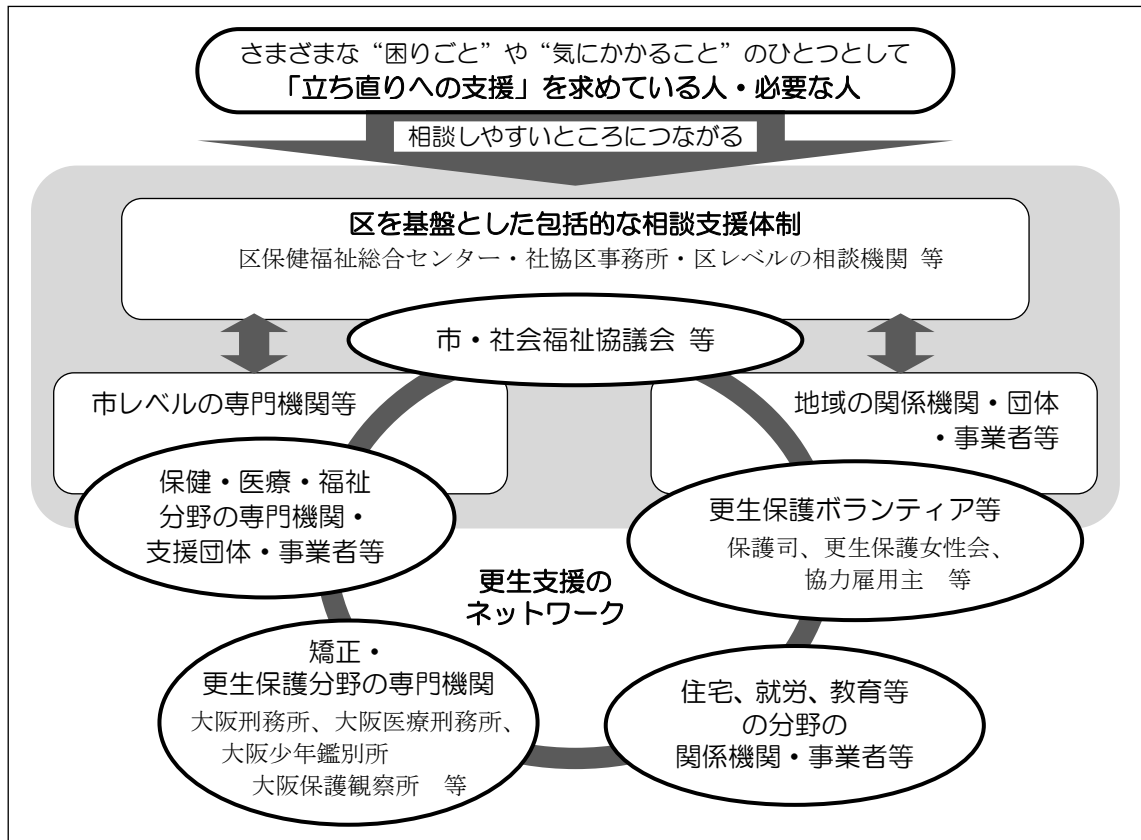 さまざまな“困りごと”や“気にかかること”のひとつとして
「立ち直りへの支援」を求めている人・必要な人
相談しやすいところにつながる
区を基盤とした包括的な相談支援体制
区保健福祉総合センター・社協区事務所・区レベルの相談機関 等
市・社会福祉協議会 等
市レベルの専門機関等
地域の関係機関・団体
・事業者等
保健・医療・福祉
分野の専門機関・
支援団体・事業者等
更生保護ボランティア等
保護司、更生保護女性会、
協力雇用主 等
更生支援の
ネットワーク
矯正・
更生保護分野の専門機関
大阪刑務所、大阪医療刑務所、
大阪少年鑑別所
大阪保護観察所 等
住宅、就労、教育等
の分野の
関係機関・事業者等